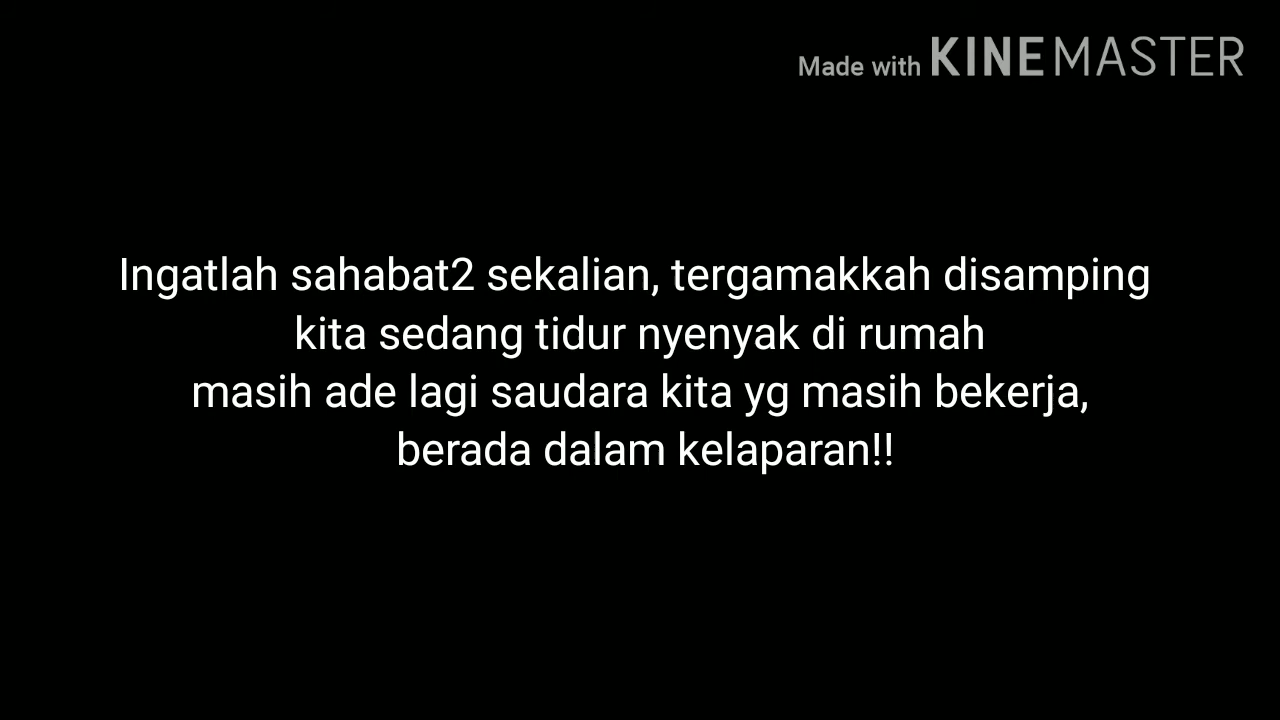 Made with KINEMASTER
Ingatlah sahabat2 sekalian, tergamakkah disamping
kita sedang tidur nyenyak di rumah
masih ade lagi saudara kita yg masih bekerja,
berada dalam kelaparan!!